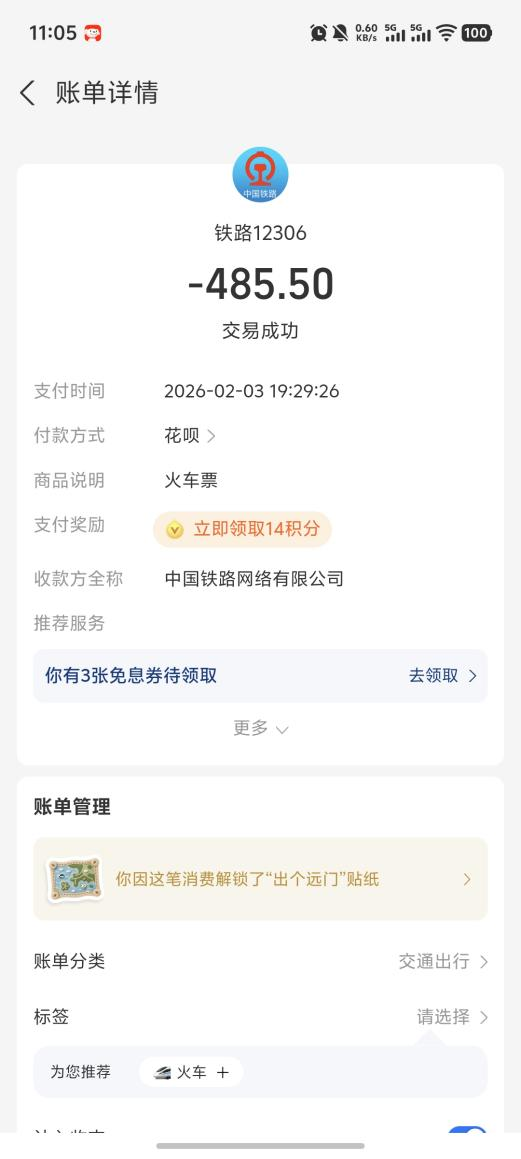 11:05
0.60 KB/s 5G 5G 100
账单详情
中国铁路
铁路12306
-485.50
交易成功
支付时间 2026-02-03 19:29:26
付款方式 花呗
商品说明 火车票
支付奖励 立即领取14积分
收款方全称 中国铁路网络有限公司
推荐服务
你有3张免息券待领取 去领取
更多
账单管理
你因这笔消费解锁了“出个远门”贴纸
账单分类 交通出行
标签 请选择
为您推荐 火车 +